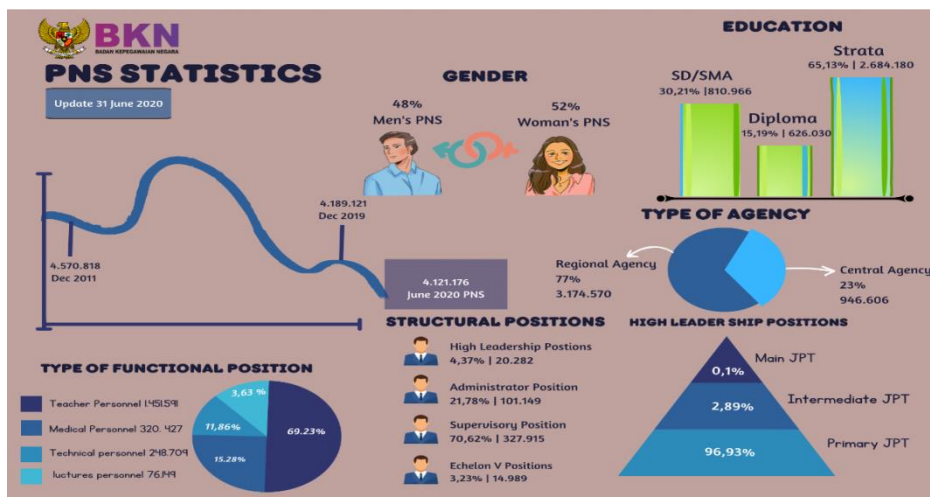 BKN
BADAN KEPEGAWAIAN NEGARA
PNS STATISTICS
Update 31 June 2020
4.570.818
Dec 2011
4.189.121
Dec 2019
4.121.176
June 2020 PNS
GENDER
48%
Men's PNS
52%
Woman's PNS
EDUCATION
SD/SMA
30,21% |810.966
Diploma
15,19% | 626.030
Strata
65,13% | 2.684.180
TYPE OF AGENCY
Regional Agency
77%
3.174.570
Central Agency
23%
946.606
TYPE OF FUNCTIONAL POSITION
Teacher Personnel 1.451.591
Medical Personnel 320. 427
Technical personnel 248.709
luctures personnel 76.149
3,63 %
11,86%
15.28%
69.23%
STRUCTURAL POSITIONS
High Leadership Postions
4,37% | 20.282
Administrator Position
21,78% | 101.149
Supervisory Position
70,62% | 327.915
Echelon V Positions
3,23% | 14.989
HIGH LEADER SHIP POSITIONS
Main JPT
0,1%
Intermediate JPT
2,89%
Primary JPT
96,93%